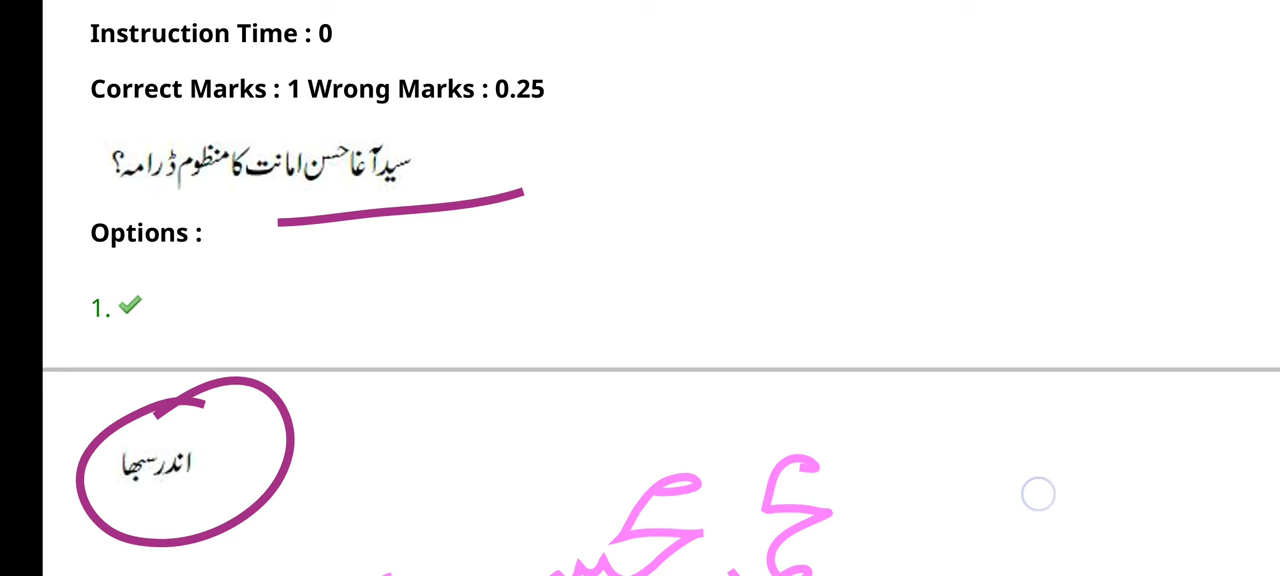 Instruction Time : 0
Correct Marks : 1 Wrong Marks : 0.25
سید آغا حسن امانت کا منظوم ڈرامہ؟
Options :
1.
اندر سبھا